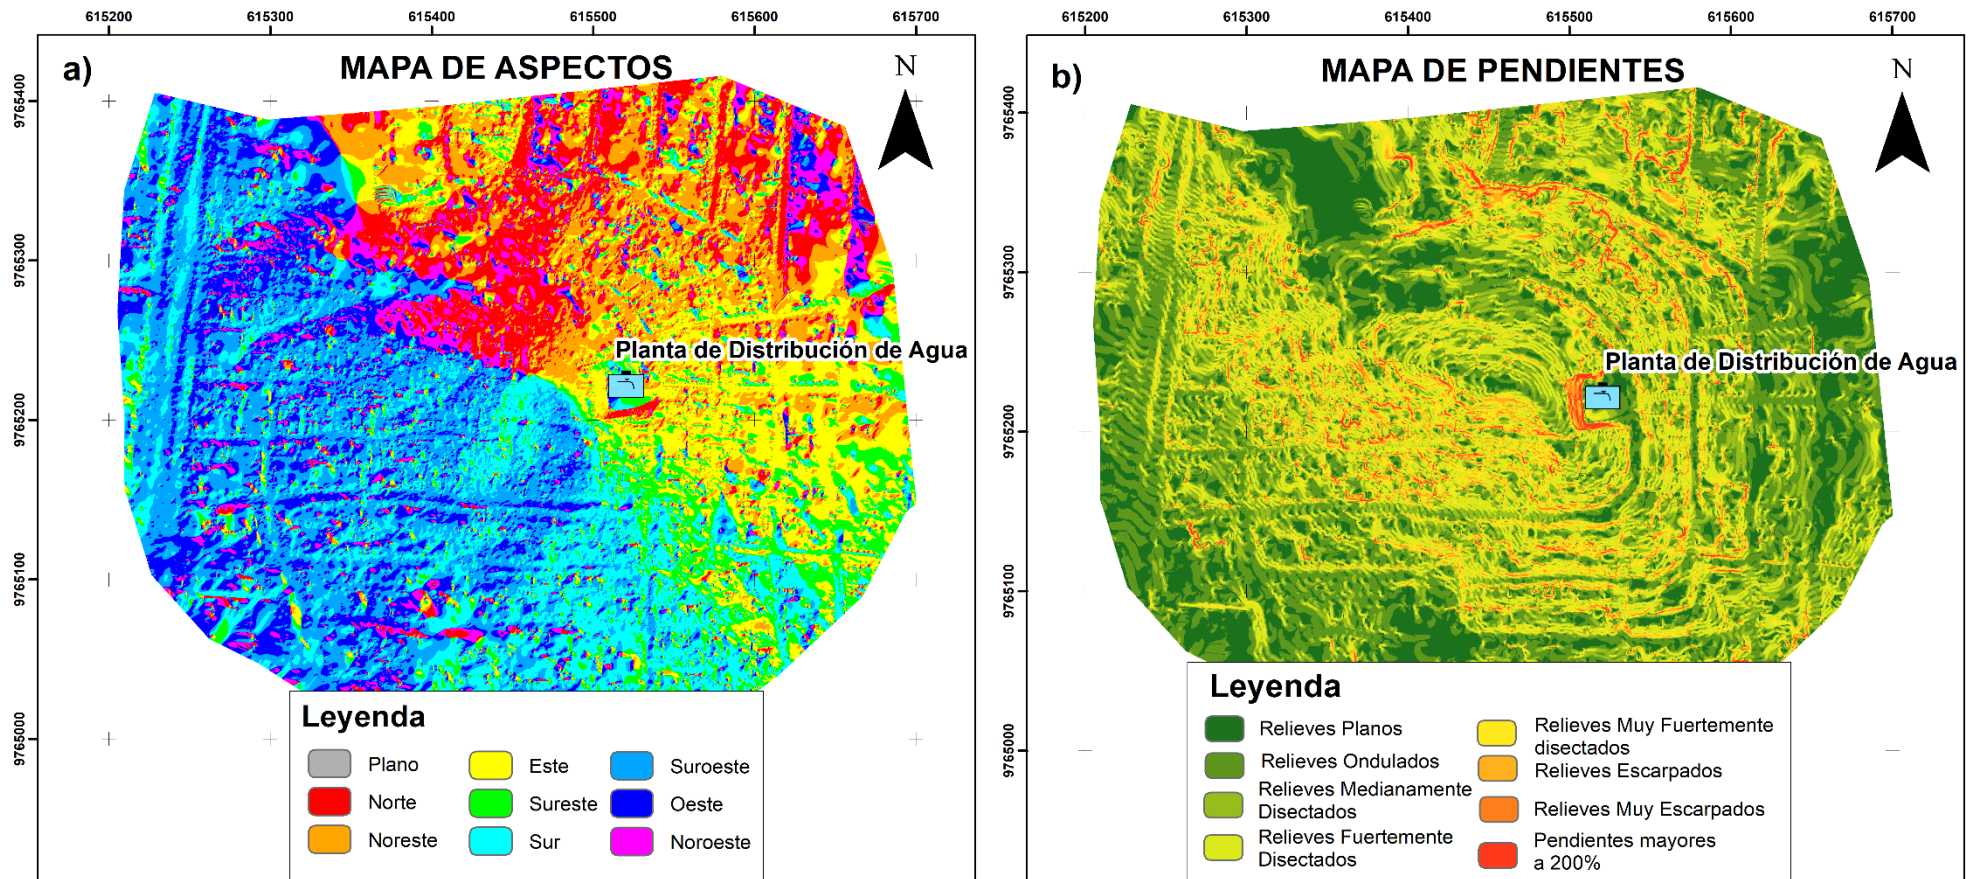 615200 615300 615400 615500 615600 615700
a) MAPA DE ASPECTOS N
9765400
9765300
9765200
9765100
9765000
Planta de Distribución de Agua
Leyenda
Plano Este Suroeste
Norte Sureste Oeste
Noreste Sur Noroeste
615200 615300 615400 615500 615600 615700
b) MAPA DE PENDIENTES N
9765400
9765300
9765200
9765100
9765000
Planta de Distribución de Agua
Leyenda
Relieves Planos
Relieves Ondulados
Relieves Medianamente
Disectados
Relieves Fuertemente
Disectados
Relieves Muy Fuertemente
disectados
Relieves Escarpados
Relieves Muy Escarpados
Pendientes mayores
a 200%